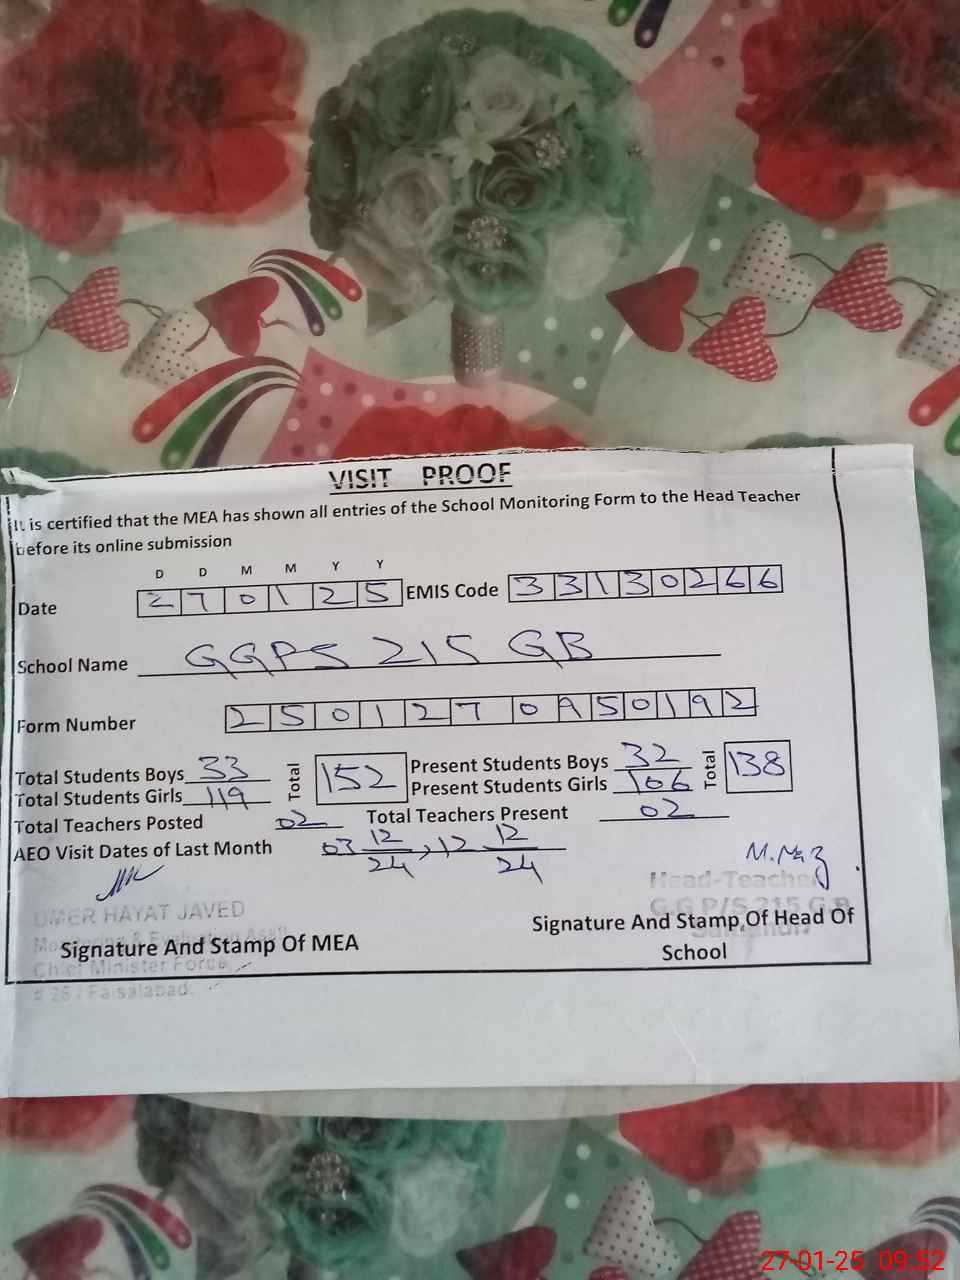 VISIT PROOF
It is certified that the MEA has shown all entries of the School Monitoring Form to the Head Teacher
before its online submission
D D M M Y Y
Date 2 7 0 1 2 5 EMIS Code 3 3 1 3 0 2 6 6
School Name GGPS 215 GB
Form Number 2 5 0 1 2 7 0 9 5 0 1 9 2
Total Students Boys 33 Total 152 Present Students Boys 32 Total 138
Total Students Girls 119 Present Students Girls 106
Total Teachers Posted 02 Total Teachers Present 02
AEO Visit Dates of Last Month 03 12/24, 12 12/24
Head-Teacher
UMER HAYAT JAVED
G.G P/S 215 G.B
Signature And Stamp Of Head Of
School
Monitoring & Evaluation Asstt
Signature And Stamp Of MEA
Chief Minister Force
# 26 / Faisalabad.
27-01-25 09:52